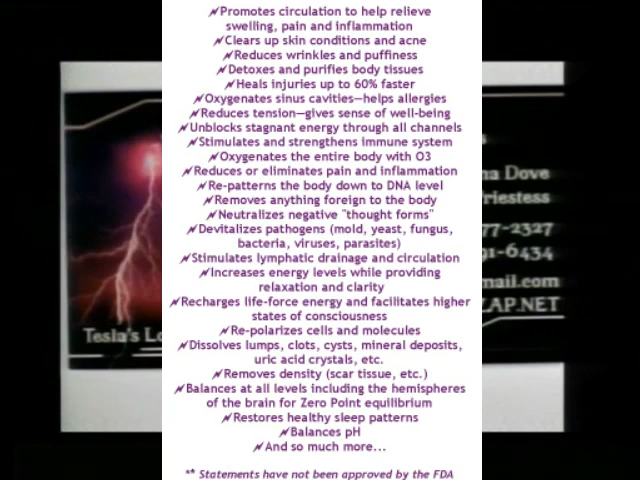 Promotes circulation to help relieve
swelling, pain and inflammation
Clears up skin conditions and acne
Reduces wrinkles and puffiness
Detoxes and purifies body tissues
Heals injuries up to 60% faster
Oxygenates sinus cavities—helps allergies
Reduces tension—gives sense of well-being
Unblocks stagnant energy through all channels
Stimulates and strengthens immune system
Oxygenates the entire body with O3
Reduces or eliminates pain and inflammation
Re-patterns the body down to DNA level
Removes anything foreign to the body
Neutralizes negative "thought forms"
Devitalizes pathogens (mold, yeast, fungus,
bacteria, viruses, parasites)
Stimulates lymphatic drainage and circulation
Increases energy levels while providing
relaxation and clarity
Recharges life-force energy and facilitates higher
states of consciousness
Re-polarizes cells and molecules
Dissolves lumps, clots, cysts, mineral deposits,
uric acid crystals, etc.
Removes density (scar tissue, etc.)
Balances at all levels including the hemispheres
of the brain for Zero Point equilibrium
Restores healthy sleep patterns
Balances pH
And so much more...
** Statements have not been approved by the FDA
Tesla's Lo
na Dove
riestess
77-2327
91-6434
mail.com
ZAP.NET